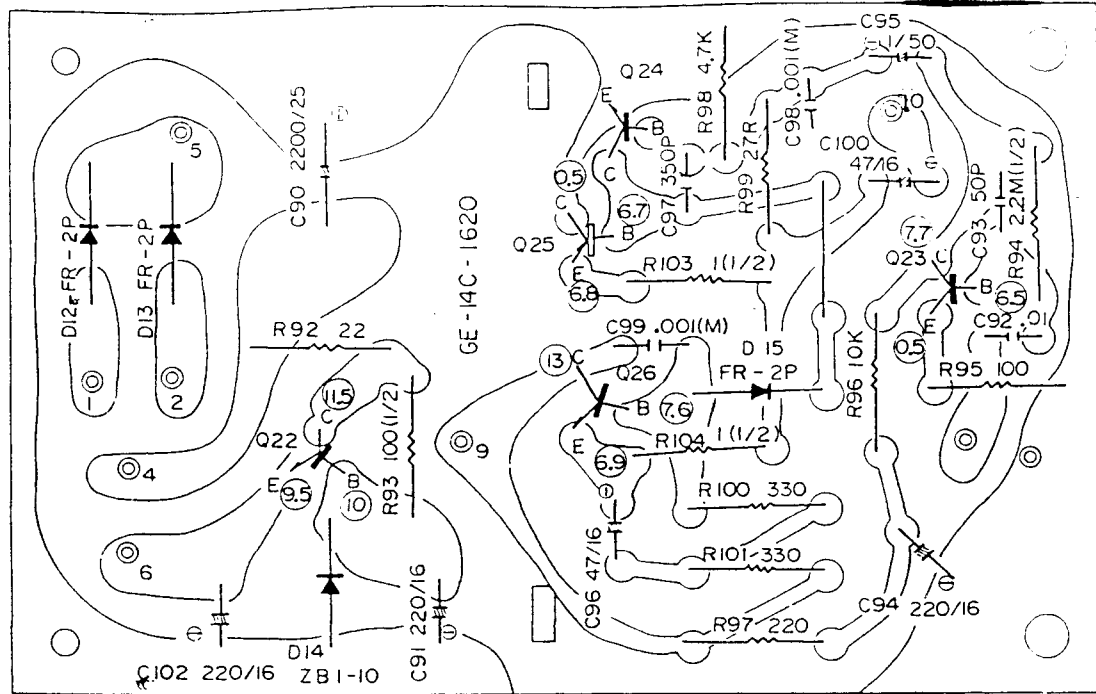 C95
1/50
Q24
E
B
C
R98 4.7K
C98 .001(M)
10
5
C90 2200/25
R99 27R
C100
47/16
C97 350P
0.5
C
6.7
B
Q25
E
6.8
R103 1(1/2)
D12 FR-2P
D13 FR-2P
GE-14C-1620
7.7
C
Q23
B
E
6.5
C93 50P
R94 2.2M(1/2)
C92 .01
0.5
R95 100
R96 10K
R92 22
C99 .001(M)
D15
FR-2P
13
C
Q26
B
E
7.6
6.9
R104 1(1/2)
1
2
11.5
C
Q22
E
B
9.5
10
R93 100(1/2)
9
4
6
R100 330
R101-330
C96 47/16
R97 220
C94
220/16
D14
ZB1-10
C91 220/16
C102 220/16